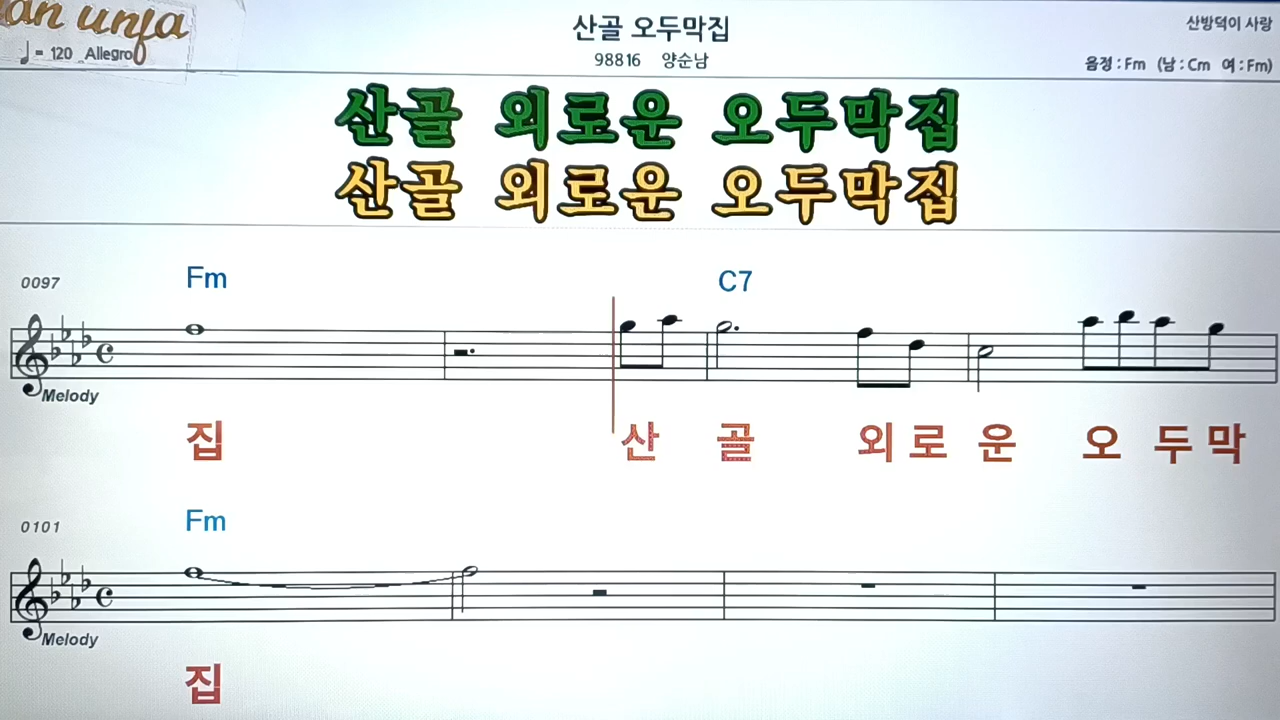 산골 오두막집
산방덕이 사랑
♩= 120 Allegro
98816 양순남
음정 : Fm (남 : Cm 여 : Fm)
산골 외로운 오두막집
산골 외로운 오두막집
0097 Fm C7
Melody
집 산 골 외 로 운 오 두 막
0101 Fm
Melody
집